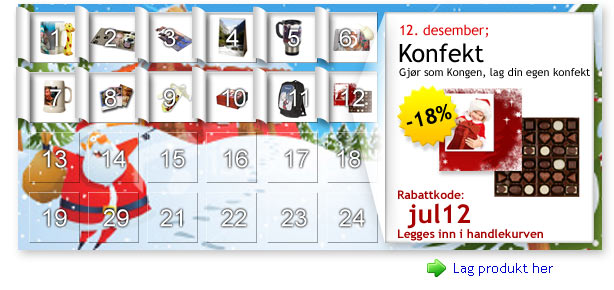 1 2 3 4 5 6
7 8 9 10 11 12
13 14 15 16 17 18
19 29 21 22 23 24
12. desember;
Konfekt
Gjør som Kongen, lag din egen konfekt
-18%
Rabattkode:
jul12
Legges inn i handlekurven
Lag produkt her